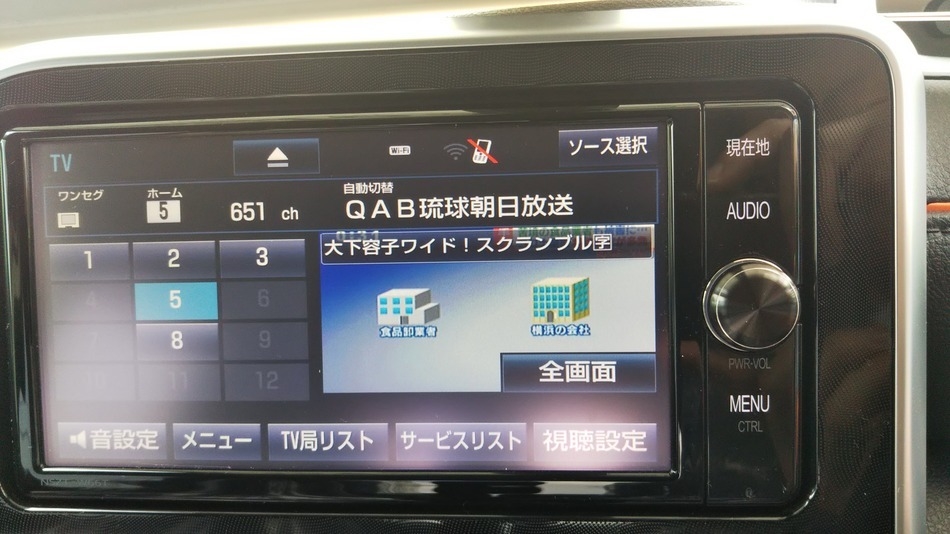 TV
Wi-Fi
ソース選択
ワンセグ
ホーム
5
651 ch
自動切替
QAB琉球朝日放送
大下容子ワイド!スクランブル字
1 2 3
4 5 6
7 8 9
10 11 12
食品卸業者
横浜の会社
全画面
音設定
メニュー
TV局リスト
サービスリスト
視聴設定
現在地
AUDIO
PWR・VOL
MENU
CTRL